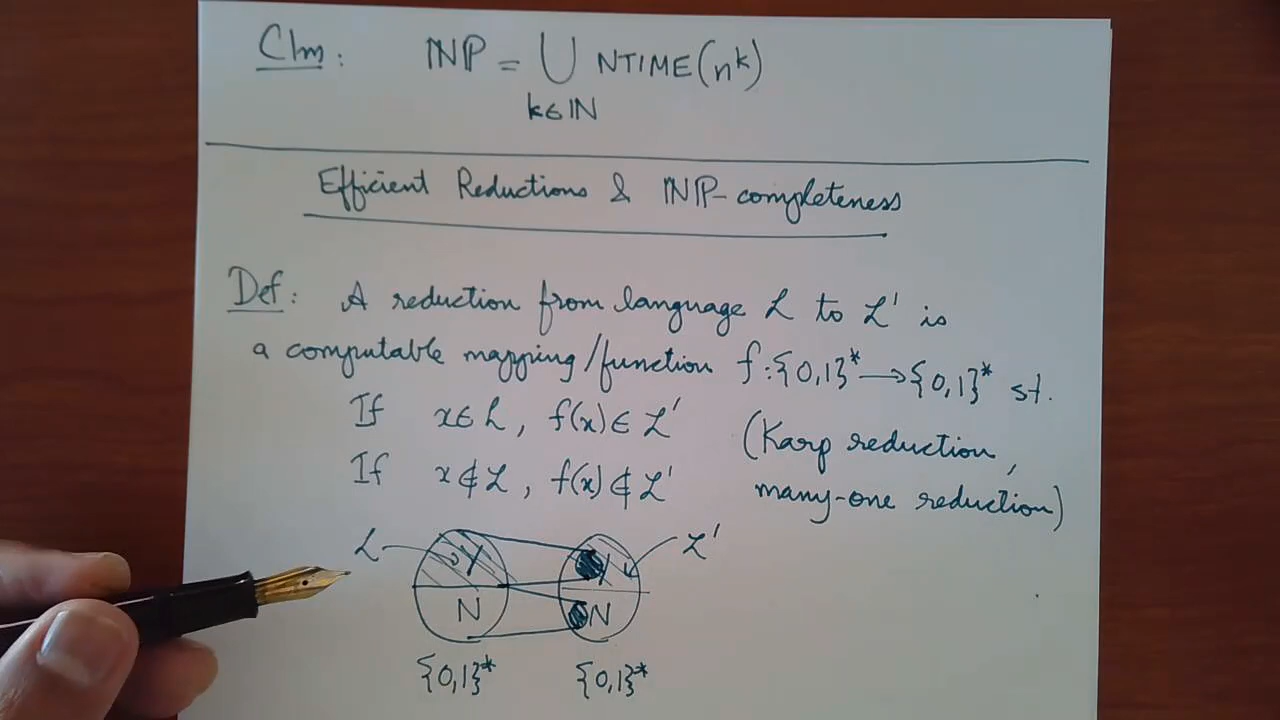 Clm: NP = ∪ NTIME(n^k)
k∈ℕ
Efficient Reductions & NP-completeness
Def: A reduction from language L to L' is
a computable mapping/function f:{0,1}* → {0,1}* st.
If x∈L, f(x)∈L'
If x∉L, f(x)∉L'
(Karp reduction,
many-one reduction)
L Y Y L'
N N
{0,1}* {0,1}*